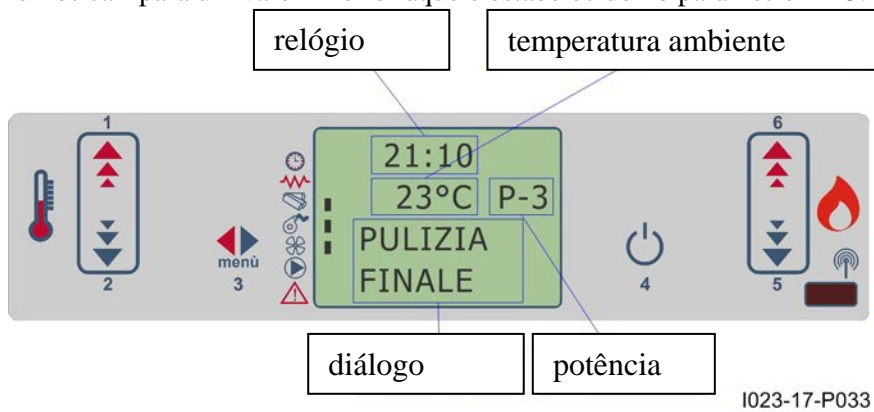 relógio
temperatura ambiente
1
6
21:10
23°C P-3
PULIZIA
FINALE
menù
2
3
4
5
diálogo
potência
I023-17-P033